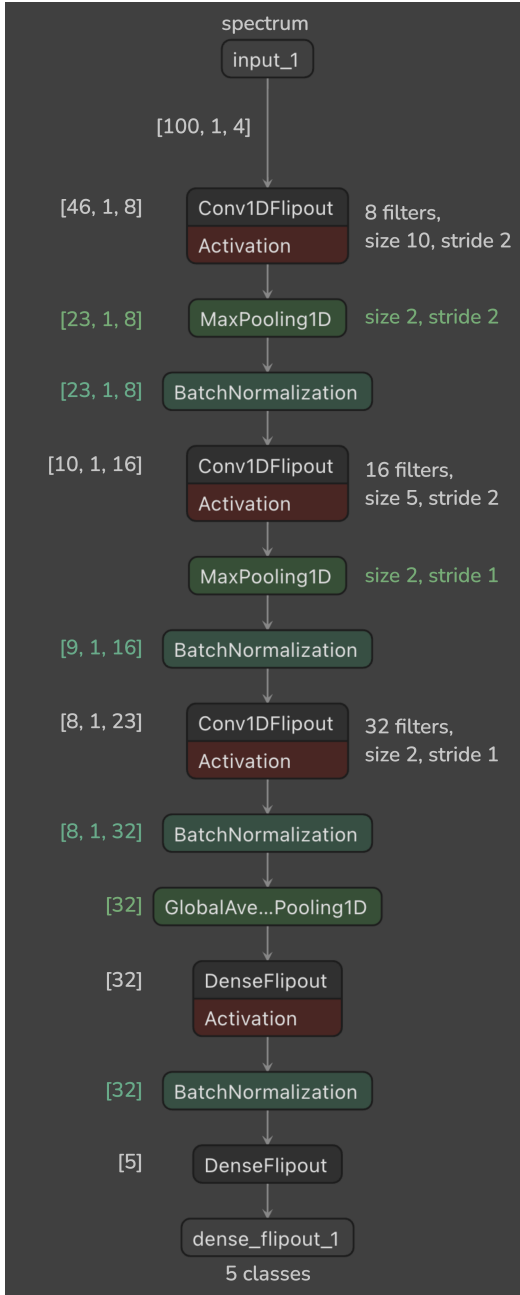 spectrum
input_1
[100, 1, 4]
[46, 1, 8]
Conv1DFlipout
Activation
8 filters,
size 10, stride 2
[23, 1, 8]
MaxPooling1D
size 2, stride 2
[23, 1, 8]
BatchNormalization
[10, 1, 16]
Conv1DFlipout
Activation
16 filters,
size 5, stride 2
MaxPooling1D
size 2, stride 1
[9, 1, 16]
BatchNormalization
[8, 1, 23]
Conv1DFlipout
Activation
32 filters,
size 2, stride 1
[8, 1, 32]
BatchNormalization
[32]
GlobalAve...Pooling1D
[32]
DenseFlipout
Activation
[32]
BatchNormalization
[5]
DenseFlipout
dense_flipout_1
5 classes